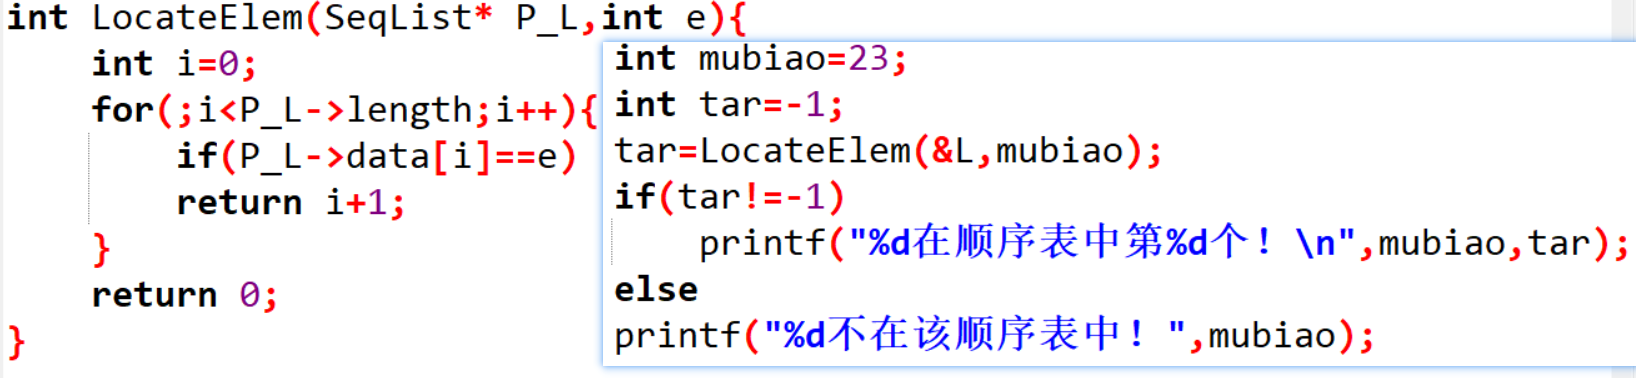 int LocateElem(SeqList* P_L,int e){
    int i=0;
    for(;i<P_L->length;i++){
        if(P_L->data[i]==e)
        return i+1;
    }
    return 0;
}
int mubiao=23;
int tar=-1;
tar=LocateElem(&L,mubiao);
if(tar!=-1)
    printf("%d在顺序表中第%d个！\n",mubiao,tar);
else
printf("%d不在该顺序表中！",mubiao);